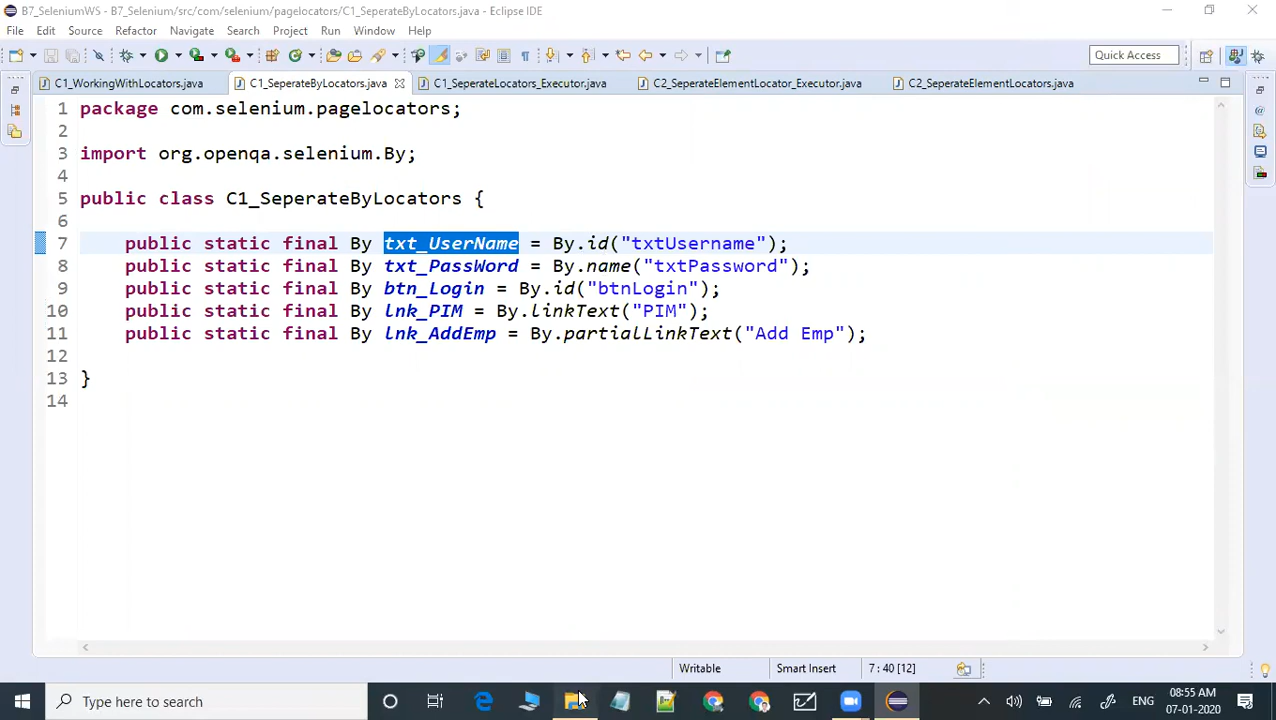 B7_SeleniumWS - B7_Selenium/src/com/selenium/pagelocators/C1_SeperateByLocators.java - Eclipse IDE
File Edit Source Refactor Navigate Search Project Run Window Help
Quick Access
C1_WorkingWithLocators.java C1_SeperateByLocators.java C1_SeperateLocators_Executor.java C2_SeperateElementLocator_Executor.java C2_SeperateElementLocators.java
1 package com.selenium.pagelocators;
2
3 import org.openqa.selenium.By;
4
5 public class C1_SeperateByLocators {
6
7 public static final By txt_UserName = By.id("txtUsername");
8 public static final By txt_PassWord = By.name("txtPassword");
9 public static final By btn_Login = By.id("btnLogin");
10 public static final By lnk_PIM = By.linkText("PIM");
11 public static final By lnk_AddEmp = By.partialLinkText("Add Emp");
12
13 }
14
Writable Smart Insert 7 : 40 [12]
Type here to search ENG 08:55 AM
07-01-2020